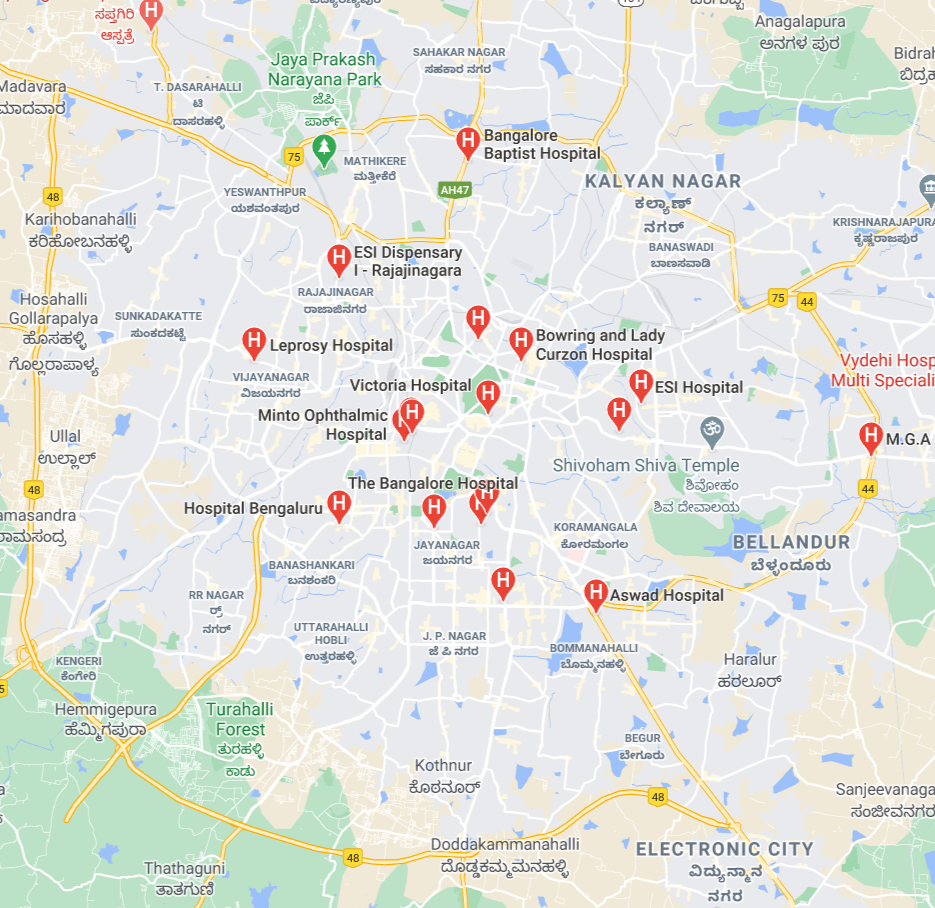 ಸಪ್ತಗಿರಿ
ಆಸ್ಪತ್ರೆ
Anagalapura
ಅನಗಳ ಪುರ
SAHAKAR NAGAR
ಸಹಕಾರ ನಗರ
Jaya Prakash
Narayana Park
ಜೆಪಿ
ಪಾರ್ಕ್
Madavara
ಮಾದವಾರ
T. DASARAHALLI
ಟಿ
ದಾಸರಹಳ್ಳಿ
Bangalore
Baptist Hospital
75
MATHIKERE
ಮತ್ತೀಕೆರೆ
AH47
KALYAN NAGAR
ಕಲ್ಯಾಣ್
ನಗರ್
48
YESWANTHPUR
ಯಶವಂತಪುರ
Karihobanahalli
ಕರಿಹೋಬನಹಳ್ಳಿ
KRISHNARAJAPURA
ಕೃಷ್ಣರಾಜಪುರ
BANASWADI
ಬಾಣಸವಾಡಿ
ESI Dispensary
I - Rajajinagara
RAJAJINAGAR
ರಾಜಾಜಿನಗರ
75
44
Hosahalli
Gollarapalya
ಹೊಸಹಳ್ಳಿ
ಗೊಲ್ಲರಾಪಾಳ್ಯ
SUNKADAKATTE
ಸುಂಕದಕಟ್ಟೆ
Leprosy Hospital
Bowring and Lady
Curzon Hospital
VIJAYANAGAR
ವಿಜಯನಗರ
Victoria Hospital
ESI Hospital
Vydehi Hosp
Multi Speciali
Minto Ophthalmic
Hospital
M.G.A
Ullal
ಉಲ್ಲಾಲ್
Shivoham Shiva Temple
ಶಿವೋಹಂ
ಶಿವ ದೇವಾಲಯ
48
44
The Bangalore Hospital
Hospital Bengaluru
amasandra
ರಾಮಸಂದ್ರ
KORAMANGALA
ಕೋರಮಂಗಲ
JAYANAGAR
ಜಯನಗರ
BELLANDUR
ಬೆಳ್ಳಂದೂರು
BANASHANKARI
ಬನಶಂಕರಿ
RR NAGAR
ನಗರ್
Aswad Hospital
UTTARAHALLI
HOBLI
ಉತ್ತರಹಳ್ಳಿ
J. P. NAGAR
ಜೆ ಪಿ ನಗರ
BOMMANAHALLI
ಬೊಮ್ಮನಹಳ್ಳಿ
KENGERI
ಕೆಂಗೇರಿ
Haralur
ಹರಲೂರ್
Hemmigepura
ಹೆಮ್ಮಿಗೆಪುರಾ
Turahalli
Forest
ತುರಹಳ್ಳಿ
ಕಾಡು
BEGUR
ಬೇಗೂರು
Kothnur
ಕೊಠನೂರ್
48
Sanjeevanaga
ಸಂಜೀವನಗರ
48
Doddakammanahalli
ದೊಡ್ಡಕಮ್ಮಮನಹಳ್ಳಿ
ELECTRONIC CITY
ವಿದ್ಯುನ್ಮಾನ
ನಗರ
Thathaguni
ತಾತಗುಣಿ